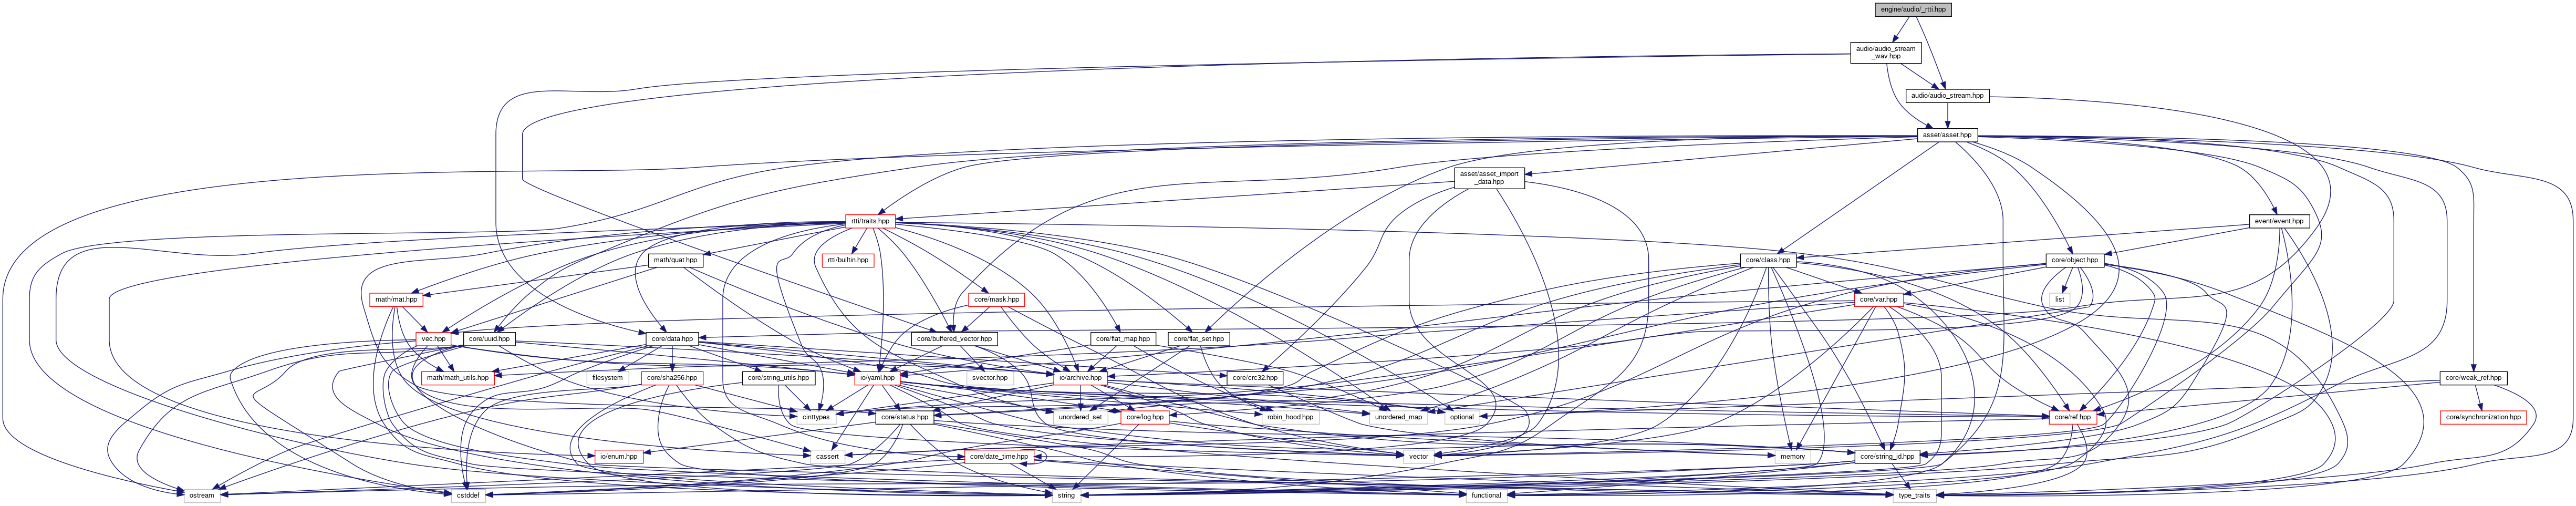 engine/audio/_rtti.hpp
audio/audio_stream
_wav.hpp
audio/audio_stream.hpp
asset/asset.hpp
asset/asset_import
_data.hpp
rtti/traits.hpp
event/event.hpp
math/quat.hpp
rtti/builtin.hpp
core/class.hpp
core/object.hpp
math/mat.hpp
core/mask.hpp
core/var.hpp
list
vec.hpp
core/uuid.hpp
core/data.hpp
core/buffered_vector.hpp
core/flat_map.hpp
core/flat_set.hpp
math/math_utils.hpp
filesystem
core/sha256.hpp
core/string_utils.hpp
io/yaml.hpp
svector.hpp
io/archive.hpp
core/crc32.hpp
core/weak_ref.hpp
cinttypes
core/status.hpp
unordered_set
core/log.hpp
robin_hood.hpp
unordered_map
optional
core/ref.hpp
core/synchronization.hpp
io/enum.hpp
cassert
core/date_time.hpp
vector
memory
core/string_id.hpp
ostream
cstddef
string
functional
type_traits